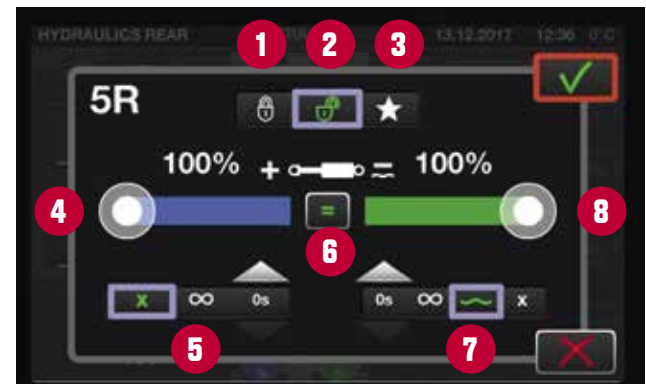 HYDRAULICS REAR 13.12.2017 12:36 0°C
1 2 3
5R
100% + = 100%
4 8
=
6
X ∞ 0s 0s ∞ x
5 7